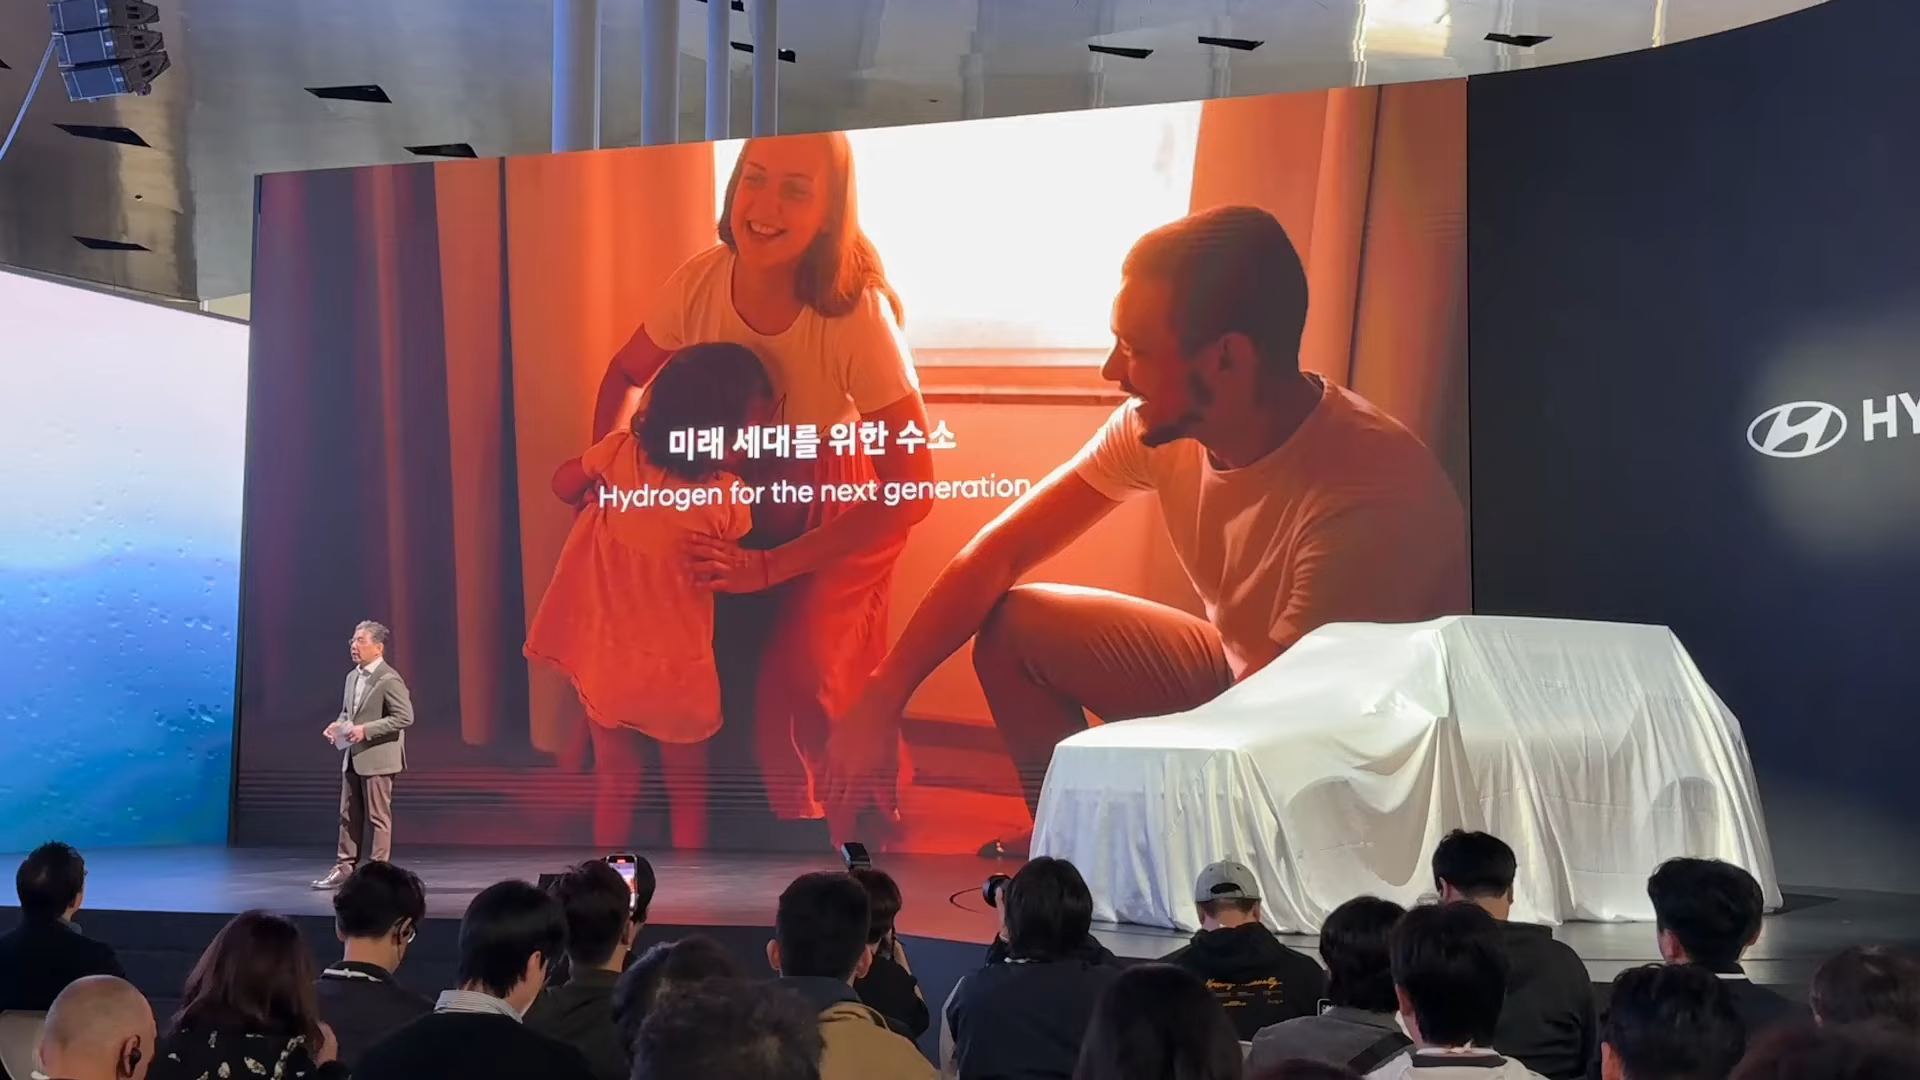 미래 세대를 위한 수소
Hydrogen for the next generation
HY